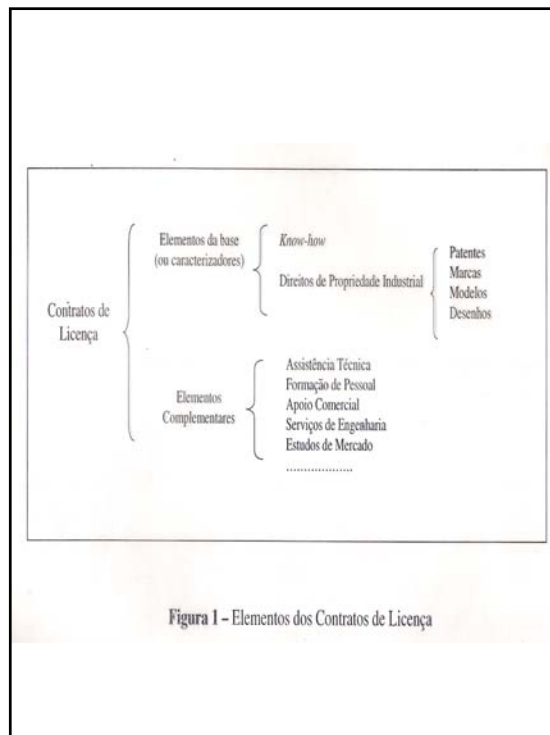 Contratos de
Licença
Elementos da base
(ou caracterizadores)
Know-how
Direitos de Propriedade Industrial
Patentes
Marcas
Modelos
Desenhos
Elementos
Complementares
Assistência Técnica
Formação de Pessoal
Apoio Comercial
Serviços de Engenharia
Estudos de Mercado
...................
Figura 1 – Elementos dos Contratos de Licença